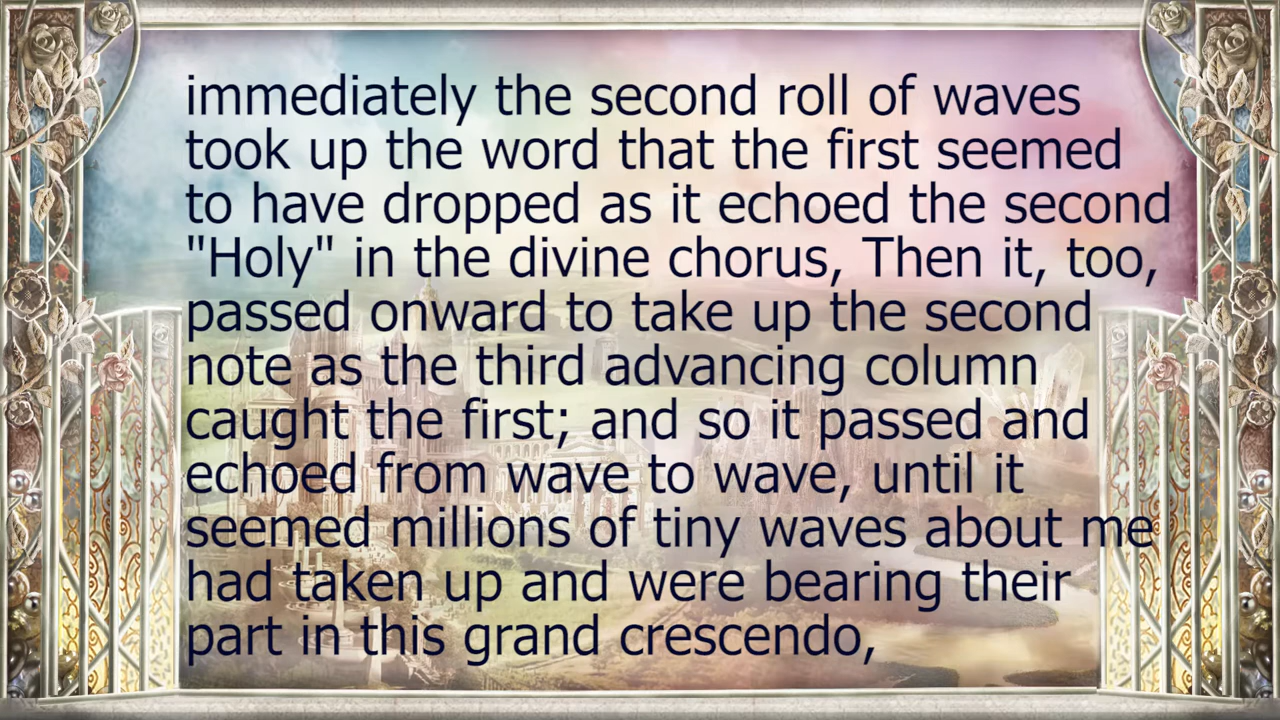 immediately the second roll of waves
took up the word that the first seemed
to have dropped as it echoed the second
"Holy" in the divine chorus, Then it, too,
passed onward to take up the second
note as the third advancing column
caught the first; and so it passed and
echoed from wave to wave, until it
seemed millions of tiny waves about me
had taken up and were bearing their
part in this grand crescendo,